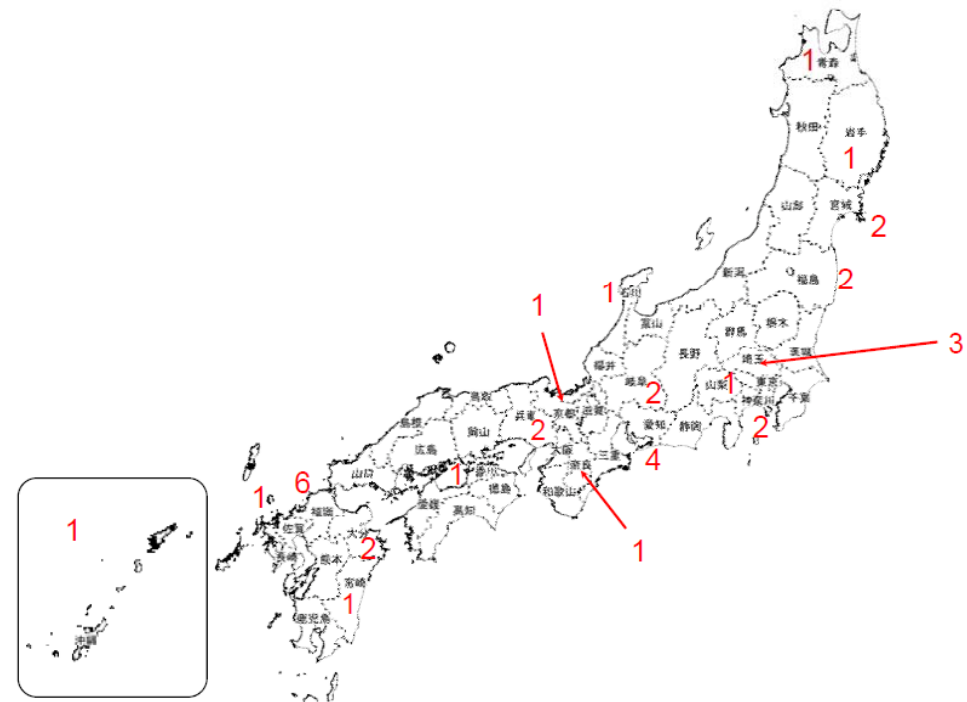 1
青森
秋田
岩手
1
山形
宮城
2
新潟
福島
2
1
石川
1
富山
群馬
栃木
3
長野
埼玉
茨城
福井
岐阜
2
山梨
1
東京
神奈川
千葉
2
鳥取
兵庫
2
京都
滋賀
愛知
静岡
4
島根
岡山
広島
大阪
三重
奈良
和歌山
1
山口
1
香川
徳島
愛媛
高知
6
1
福岡
佐賀
大分
2
長崎
熊本
宮崎
1
鹿児島
1
沖縄